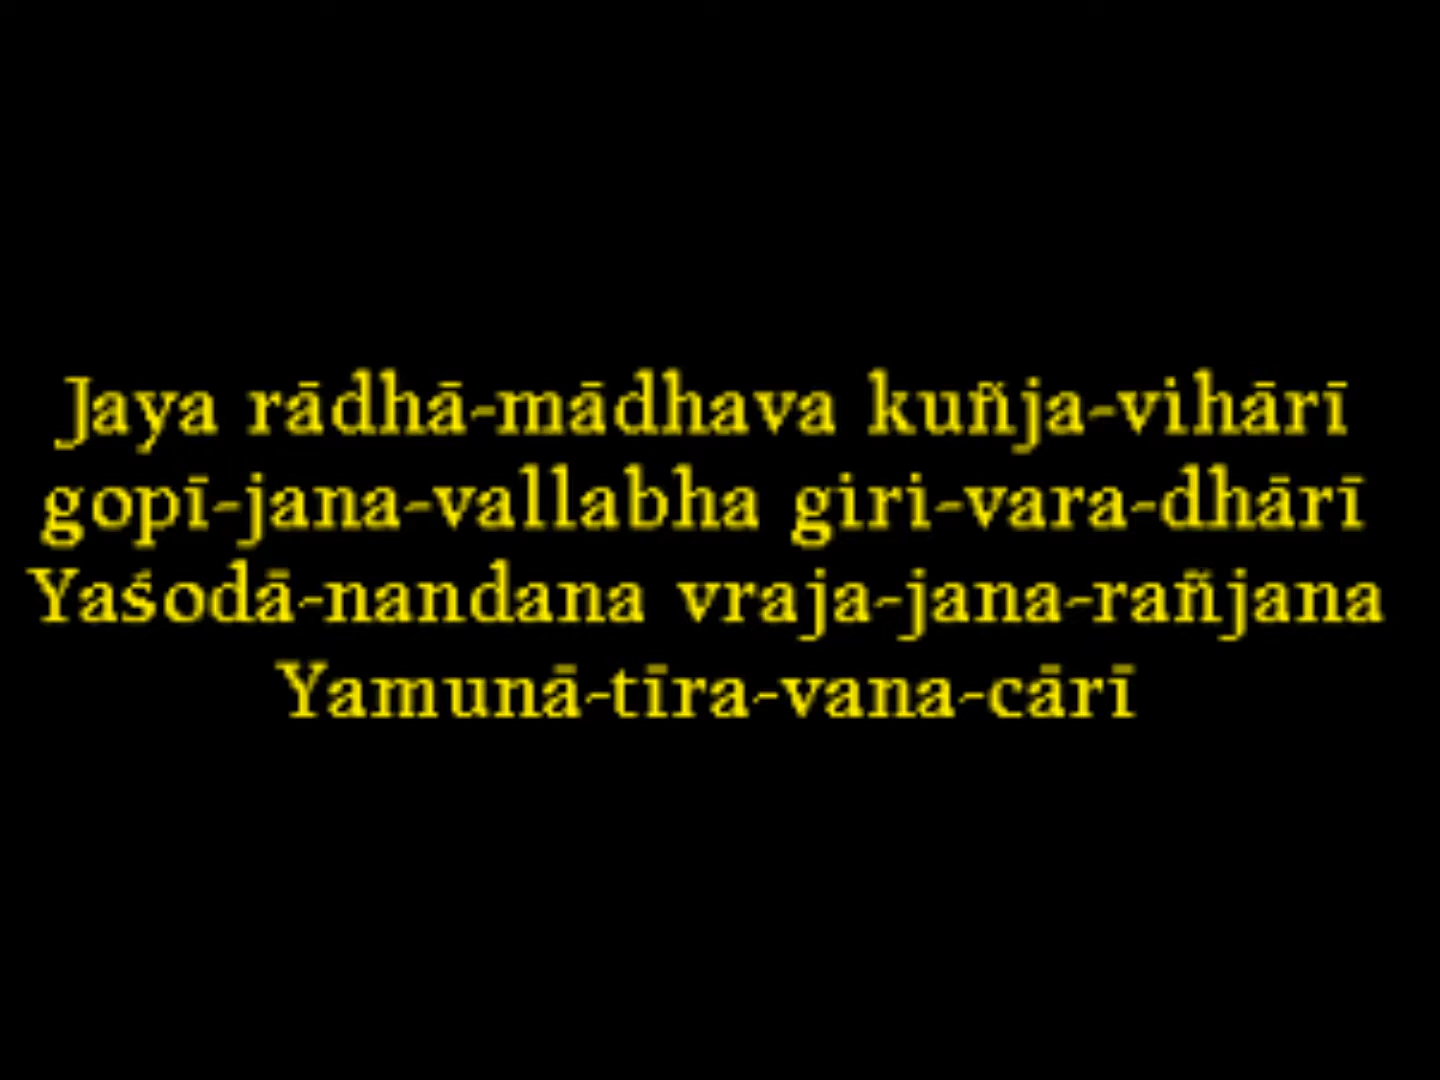 Jaya rādhā-mādhava kuñja-vihārī
gopī-jana-vallabha giri-vara-dhārī
Yaśodā-nandana vraja-jana-rañjana
Yamunā-tīra-vana-cārī